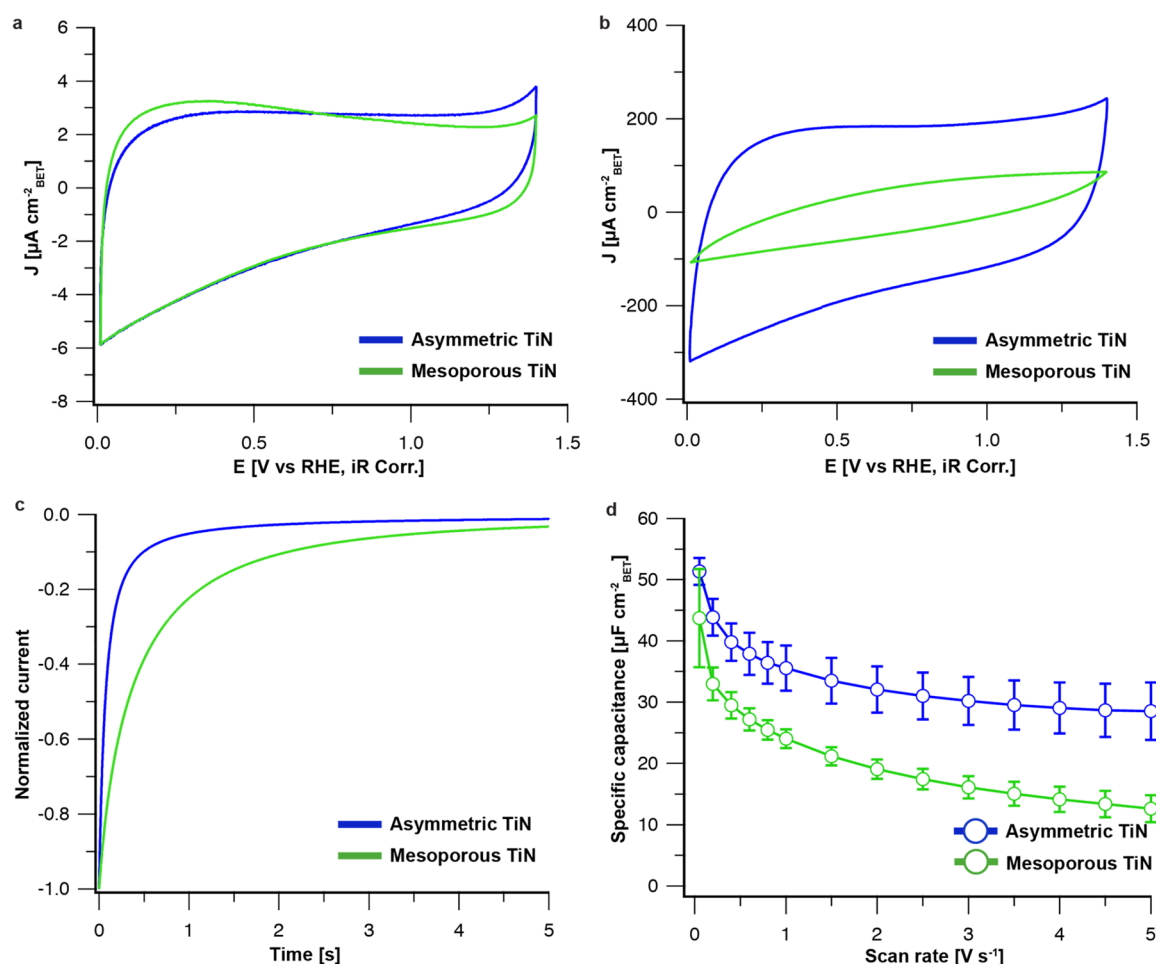 a
6
4
2
0
-2
-4
-6
-8
J [µA cm⁻²BET]
0.0
0.5
1.0
1.5
E [V vs RHE, iR Corr.]
Asymmetric TiN
Mesoporous TiN
b
400
200
0
-200
-400
J [µA cm⁻²BET]
0.0
0.5
1.0
1.5
E [V vs RHE, iR Corr.]
Asymmetric TiN
Mesoporous TiN
c
0.0
-0.2
-0.4
-0.6
-0.8
-1.0
Normalized current
0
1
2
3
4
5
Time [s]
Asymmetric TiN
Mesoporous TiN
d
60
50
40
30
20
10
0
Specific capacitance [µF cm⁻²BET]
0
1
2
3
4
5
Scan rate [V s⁻¹]
Asymmetric TiN
Mesoporous TiN